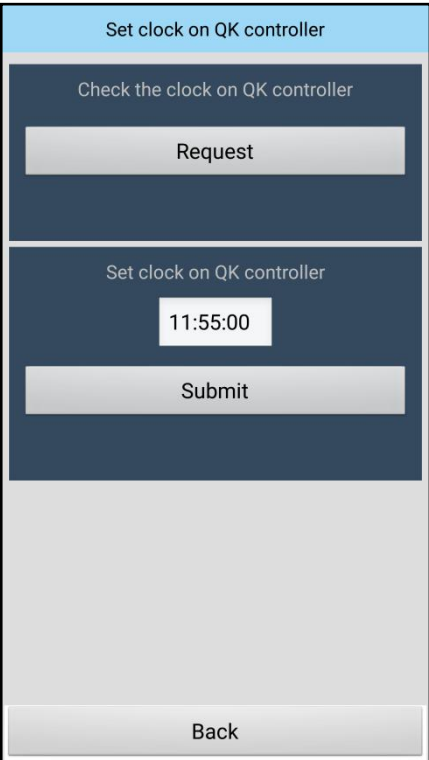 Set clock on QK controller
Check the clock on QK controller
Request
Set clock on QK controller
11:55:00
Submit
Back